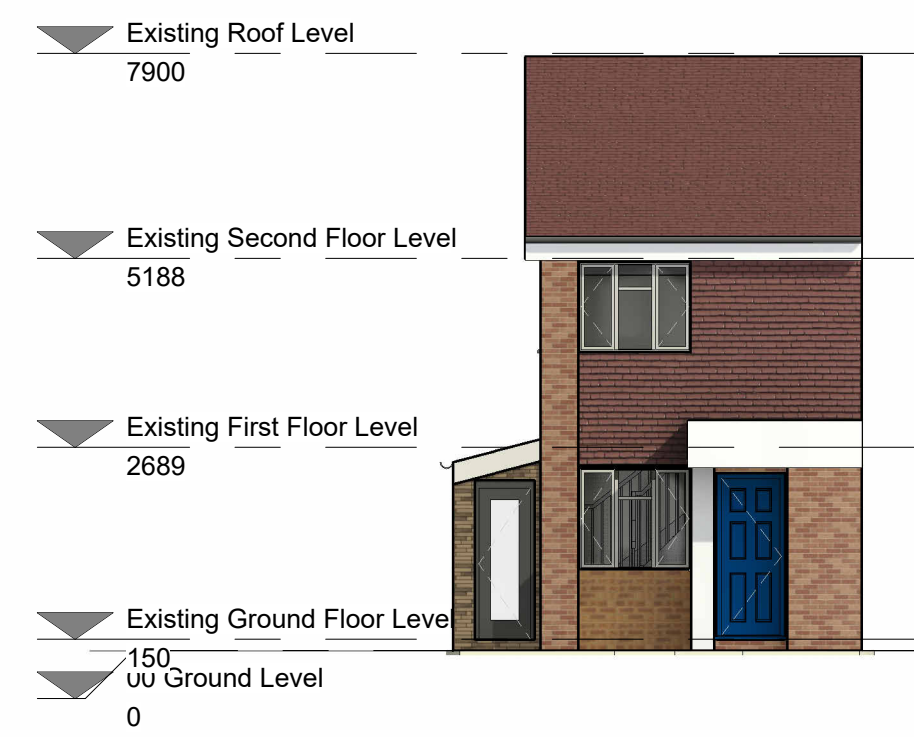 Existing Roof Level
7900
Existing Second Floor Level
5188
Existing First Floor Level
2689
Existing Ground Floor Level
150
00 Ground Level
0